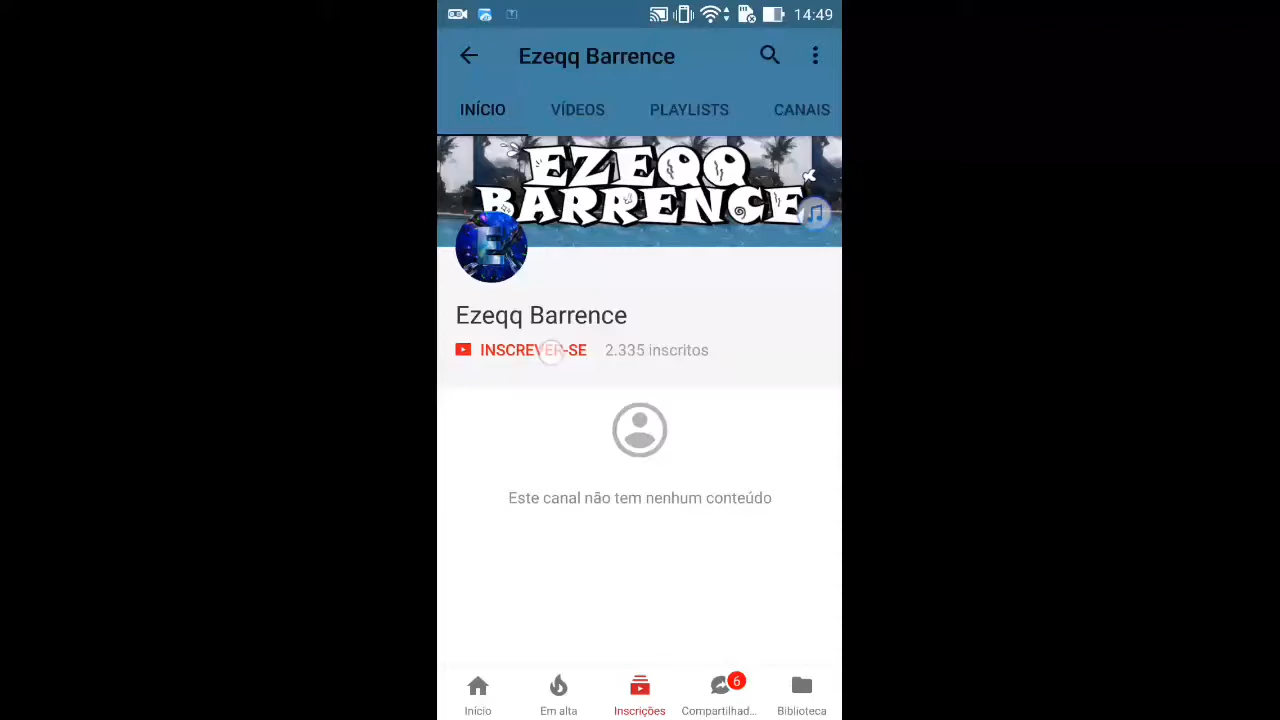 14:49
Ezeqq Barrence
INÍCIO VÍDEOS PLAYLISTS CANAIS
EZEQQ
BARRENCE
E
Ezeqq Barrence
INSCREVER-SE 2.335 inscritos
Este canal não tem nenhum conteúdo
6
Início Em alta Inscrições Compartilhad... Biblioteca